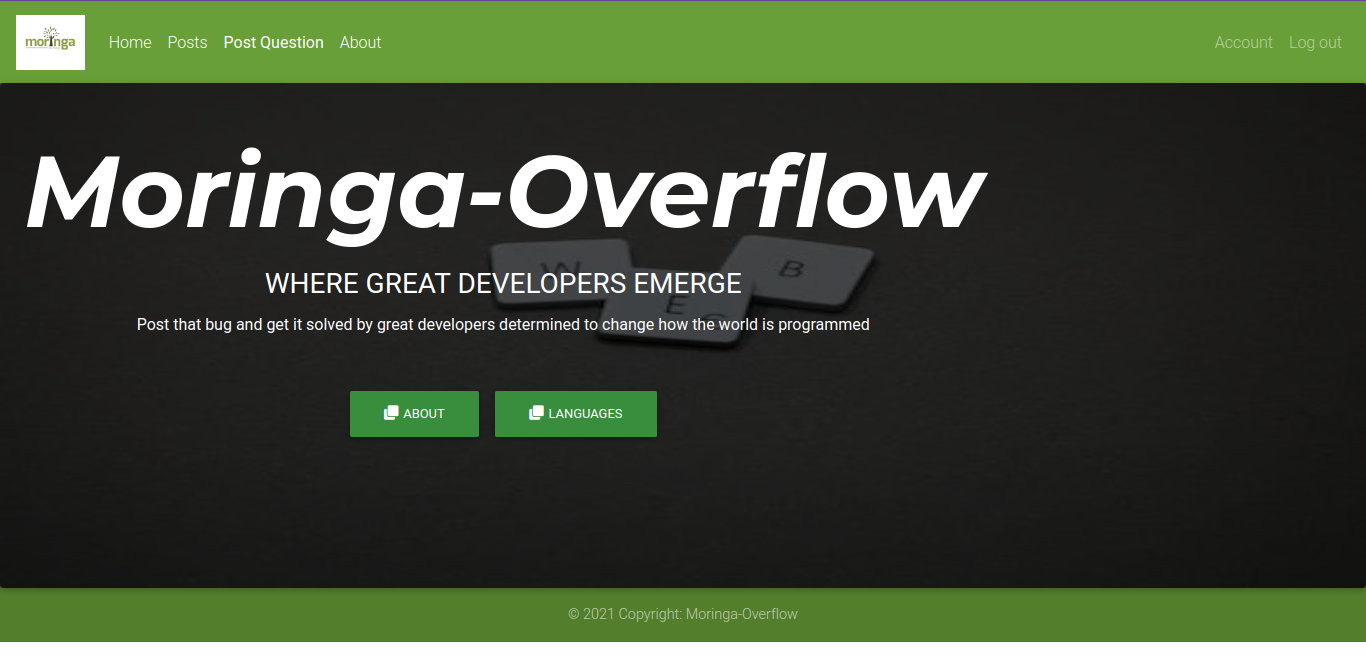 moringa
Home Posts Post Question About Account Log out
Moringa-Overflow
WHERE GREAT DEVELOPERS EMERGE
W E B
Post that bug and get it solved by great developers determined to change how the world is programmed
ABOUT LANGUAGES
© 2021 Copyright: Moringa-Overflow